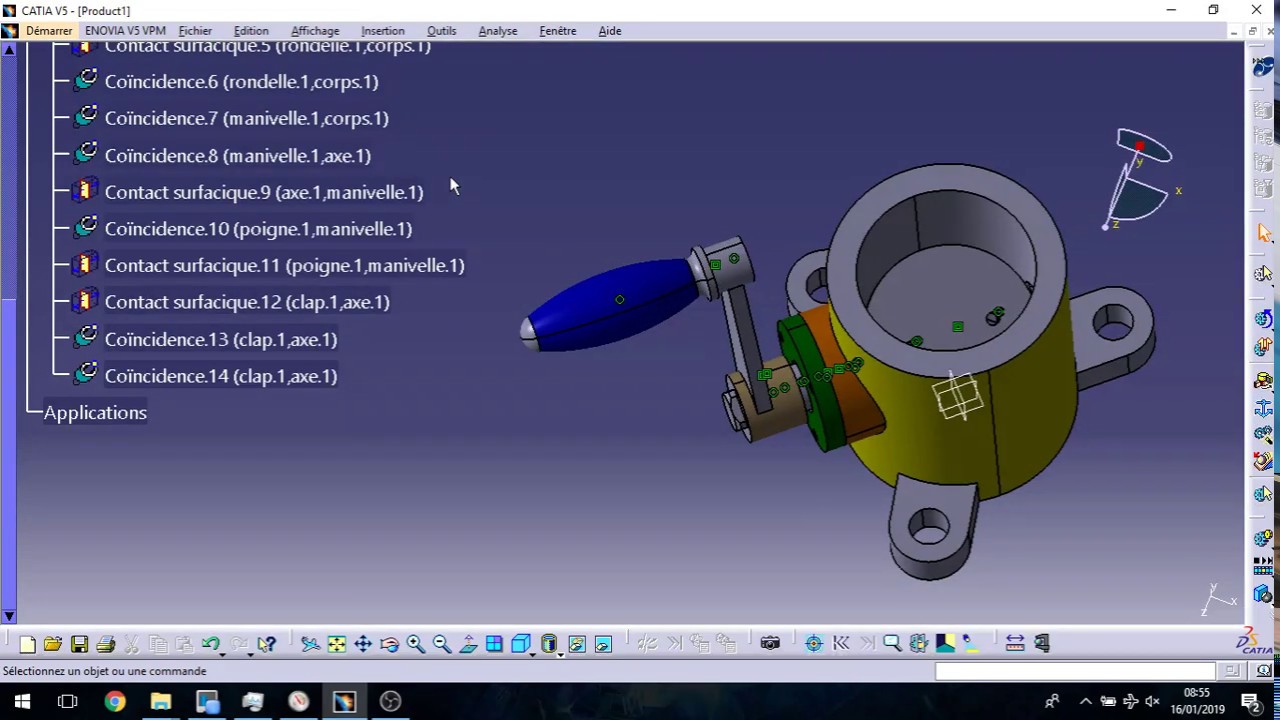 CATIA V5 - [Product1]
Démarrer ENOVIA V5 VPM Fichier Edition Affichage Insertion Outils Analyse Fenêtre Aide
Contact surfacique.5 (rondelle.1,corps.1)
Coïncidence.6 (rondelle.1,corps.1)
Coïncidence.7 (manivelle.1,corps.1)
Coïncidence.8 (manivelle.1,axe.1)
Contact surfacique.9 (axe.1,manivelle.1)
Coïncidence.10 (poigne.1,manivelle.1)
Contact surfacique.11 (poigne.1,manivelle.1)
Contact surfacique.12 (clap.1,axe.1)
Coïncidence.13 (clap.1,axe.1)
Coïncidence.14 (clap.1,axe.1)
Applications
y
x
z
y
x
z
CATIA
Sélectionnez un objet ou une commande
08:55
16/01/2019
2